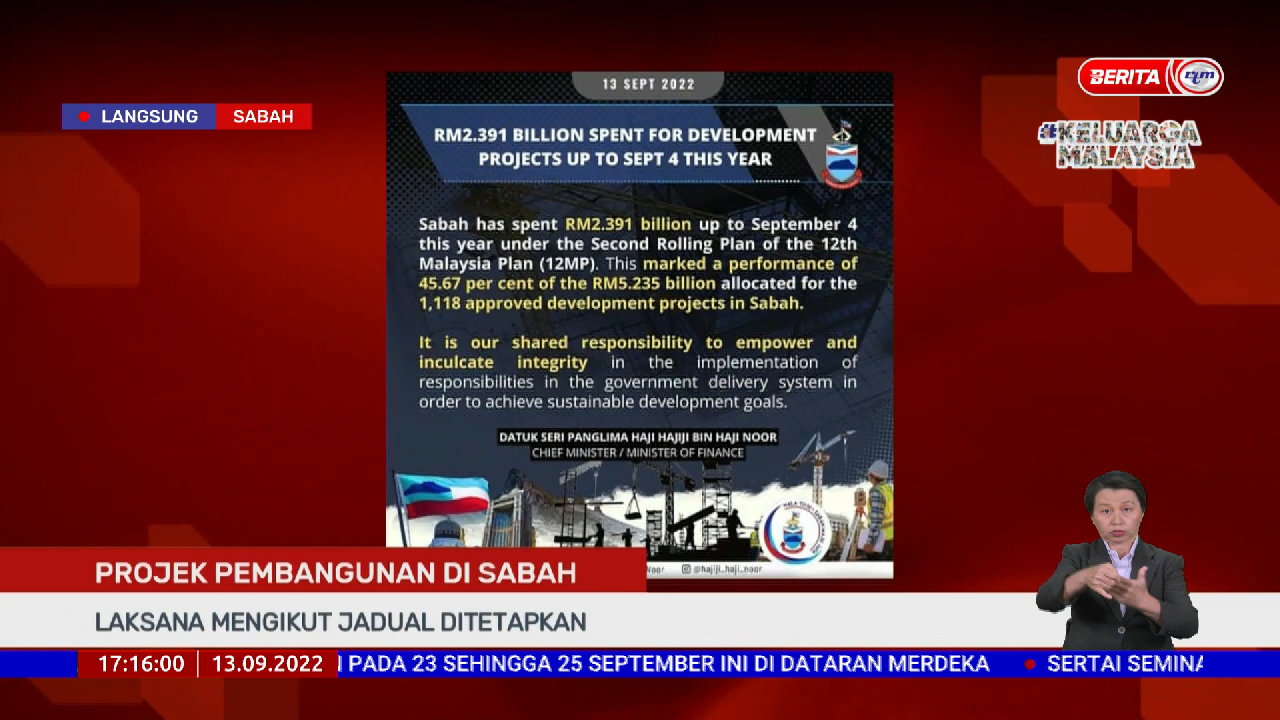 LANGSUNG SABAH
BERITA rtm
#KELUARGA
MALAYSIA
13 SEPT 2022
RM2.391 BILLION SPENT FOR DEVELOPMENT
PROJECTS UP TO SEPT 4 THIS YEAR
Sabah has spent RM2.391 billion up to September 4
this year under the Second Rolling Plan of the 12th
Malaysia Plan (12MP). This marked a performance of
45.67 per cent of the RM5.235 billion allocated for the
1,118 approved development projects in Sabah.
It is our shared responsibility to empower and
inculcate integrity in the implementation of
responsibilities in the government delivery system in
order to achieve sustainable development goals.
DATUK SERI PANGLIMA HAJI HAJIJI BIN HAJI NOOR
CHIEF MINISTER / MINISTER OF FINANCE
Noor @hajiji_haji_noor
PROJEK PEMBANGUNAN DI SABAH
LAKSANA MENGIKUT JADUAL DITETAPKAN
17:16:00 13.09.2022 PADA 23 SEHINGGA 25 SEPTEMBER INI DI DATARAN MERDEKA SERTAI SEMINA